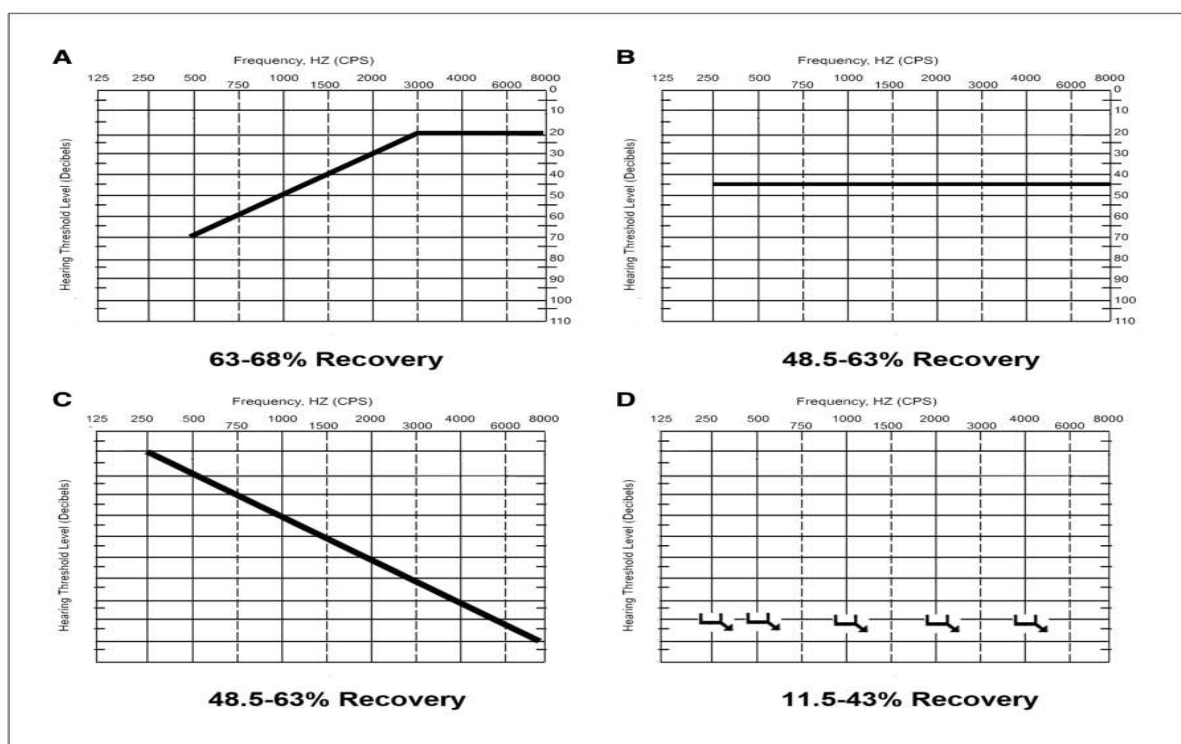 A
Frequency, HZ (CPS)
125 250 500 750 1000 1500 2000 3000 4000 6000 8000
0
10
20
30
40
50
60
70
80
90
100
110
Hearing Threshold Level (Decibels)
63-68% Recovery
B
Frequency, HZ (CPS)
125 250 500 750 1000 1500 2000 3000 4000 6000 8000
0
10
20
30
40
50
60
70
80
90
100
110
Hearing Threshold Level (Decibels)
48.5-63% Recovery
C
Frequency, HZ (CPS)
125 250 500 750 1000 1500 2000 3000 4000 6000 8000
Hearing Threshold Level (Decibels)
48.5-63% Recovery
D
Frequency, HZ (CPS)
125 250 500 750 1000 1500 2000 3000 4000 6000 8000
Hearing Threshold Level (Decibels)
11.5-43% Recovery